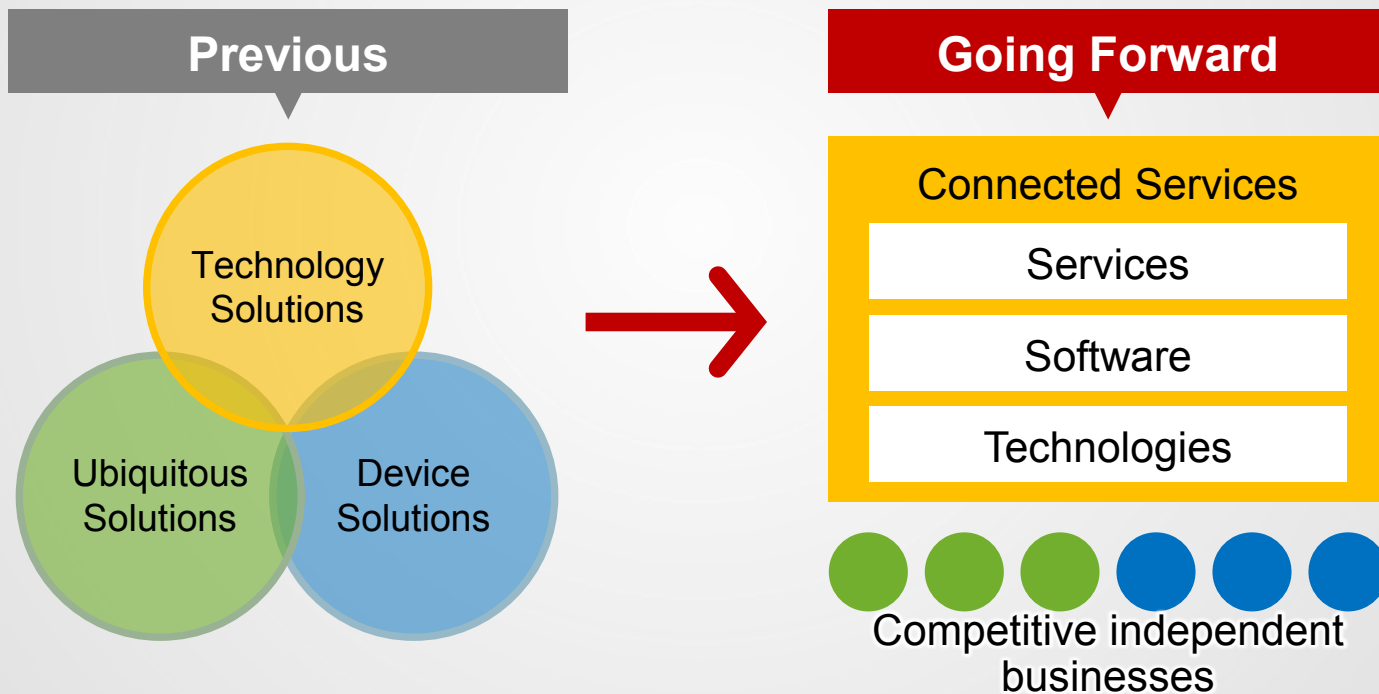 Previous
Technology
Solutions
Ubiquitous
Solutions
Device
Solutions
Going Forward
Connected Services
Services
Software
Technologies
Competitive independent
businesses